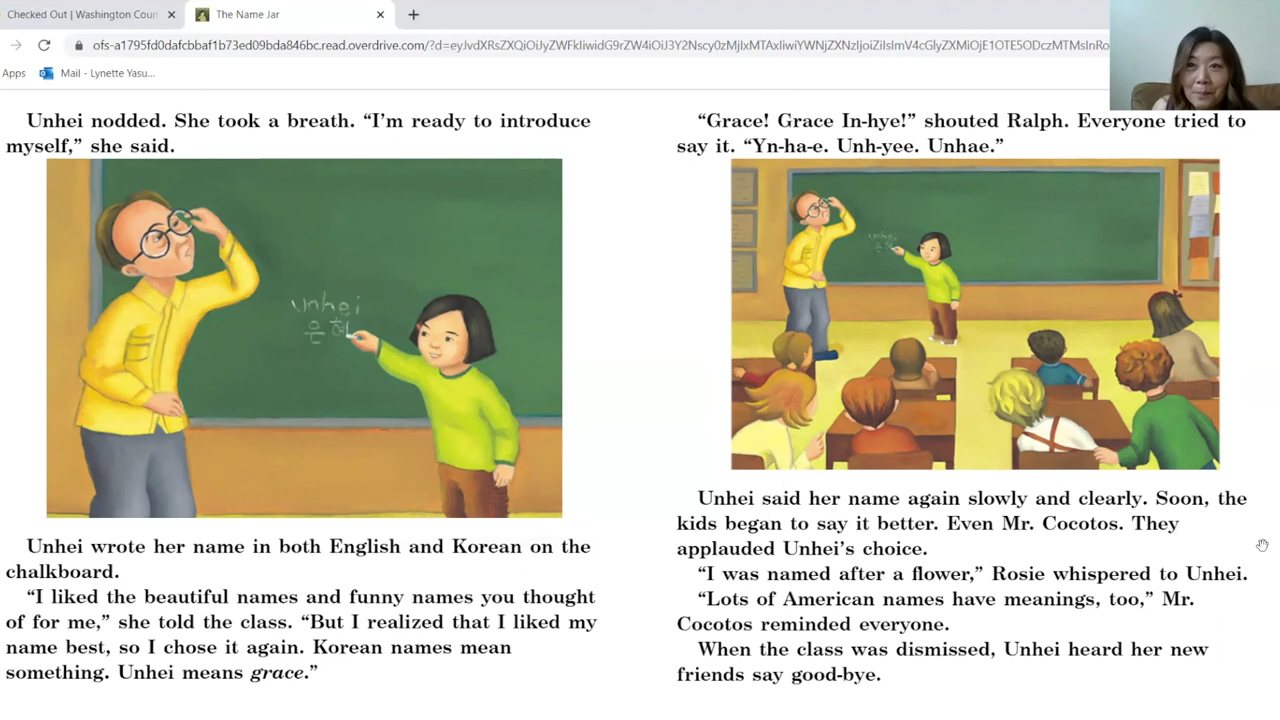 Checked Out | Washington Coun
The Name Jar
ofs-a1795fd0dafcbbaf1b73ed09bda846bc.read.overdrive.com/?d=eyJvdXRsZXQiOiJyZWFkIiwidG9rZW4iOiJ3Y2Nscy0zMjIxMTAxIiwiYWNjZXNzIjoiZiIsImV4cGlyZXMiOjE1OTE5ODczMTMsInRo
Apps
Mail - Lynette Yasu...
Unhei nodded. She took a breath. “I’m ready to introduce
myself,” she said.
unhei
은혜
Unhei wrote her name in both English and Korean on the
chalkboard.
“I liked the beautiful names and funny names you thought
of for me,” she told the class. “But I realized that I liked my
name best, so I chose it again. Korean names mean
something. Unhei means grace.”
“Grace! Grace In-hye!” shouted Ralph. Everyone tried to
say it. “Yn-ha-e. Unh-yee. Unhae.”
unhei
은혜
Unhei said her name again slowly and clearly. Soon, the
kids began to say it better. Even Mr. Cocotos. They
applauded Unhei’s choice.
“I was named after a flower,” Rosie whispered to Unhei.
“Lots of American names have meanings, too,” Mr.
Cocotos reminded everyone.
When the class was dismissed, Unhei heard her new
friends say good-bye.